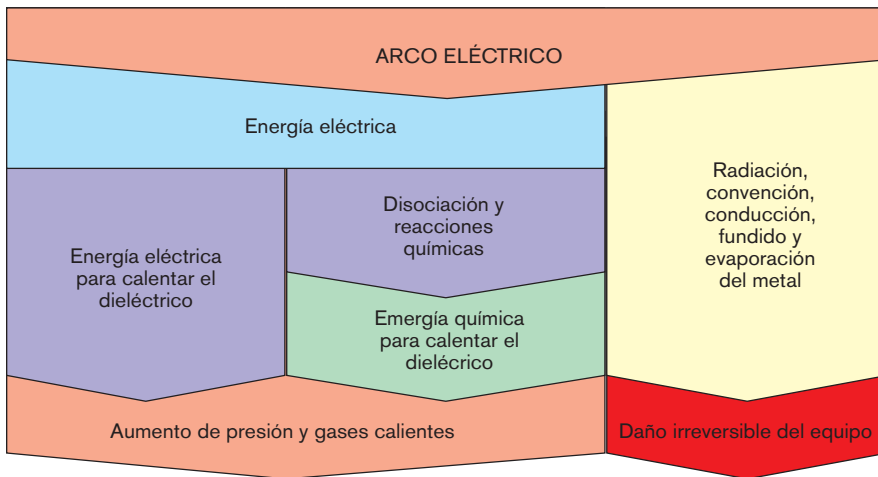 ARCO ELÉCTRICO
Energía eléctrica
Energía eléctrica
para calentar el
dieléctrico
Disociación y
reacciones
químicas
Emergía química
para calentar el
dielécrico
Radiación,
convención,
conducción,
fundido y
evaporación
del metal
Aumento de presión y gases calientes
Daño irreversible del equipo